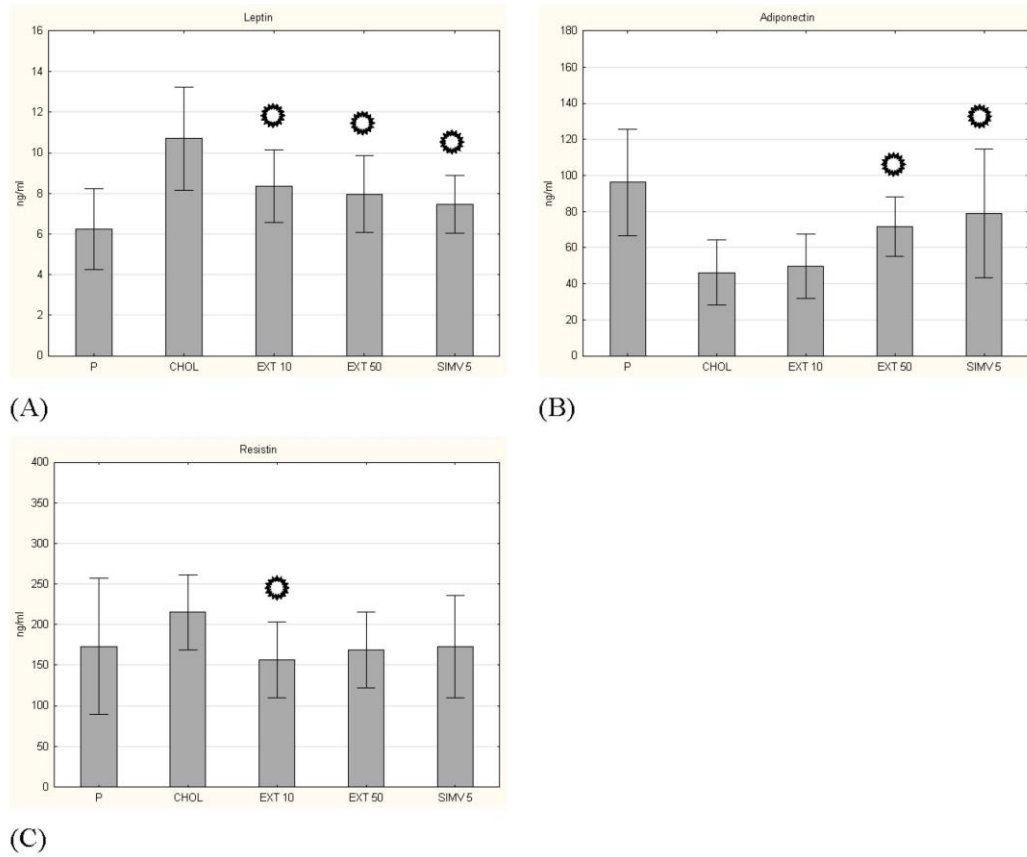 Leptin
16
14
12
10
8
6
4
2
0
ng/ml
P CHOL EXT 10 EXT 50 SIMV 5
(A)
Adiponectin
180
160
140
120
100
80
60
40
20
0
ng/ml
P CHOL EXT 10 EXT 50 SIMV 5
(B)
Resistin
400
350
300
250
200
150
100
50
0
ng/ml
P CHOL EXT 10 EXT 50 SIMV 5
(C)